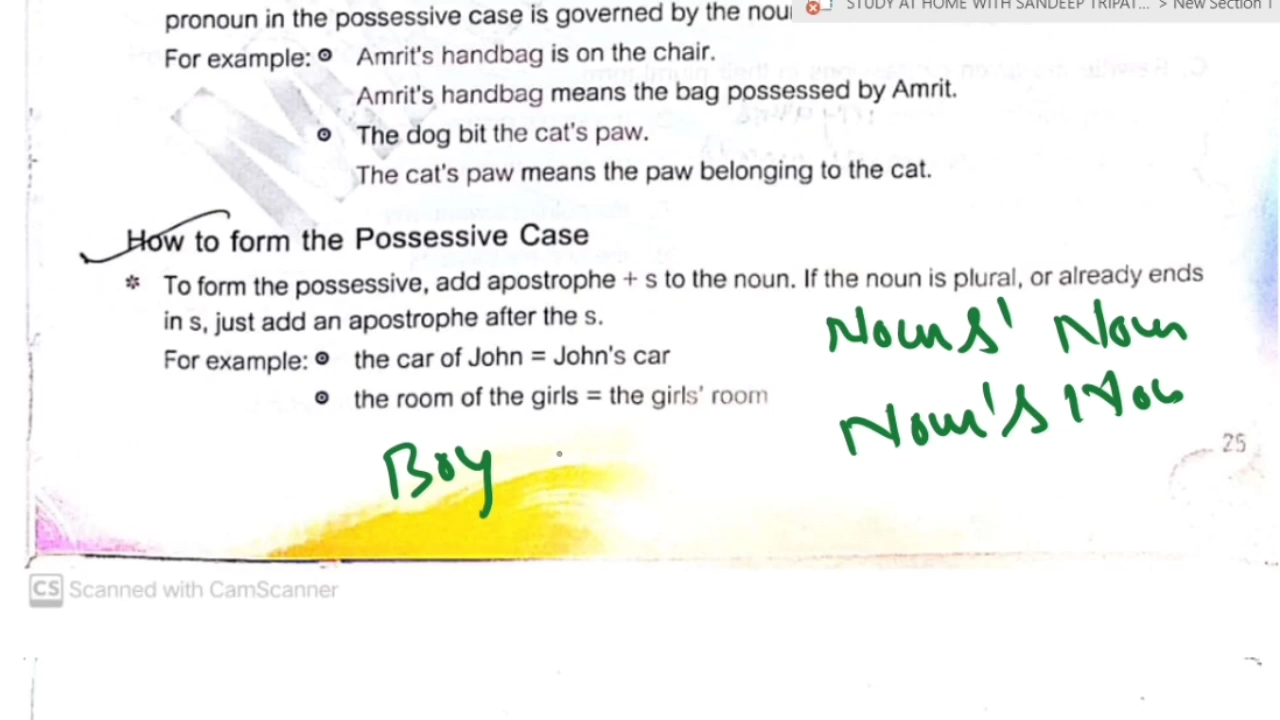 STUDY AT HOME WITH SANDEEP TRIPAT... > New Section 1
pronoun in the possessive case is governed by the nou
For example: Amrit's handbag is on the chair.
Amrit's handbag means the bag possessed by Amrit.
The dog bit the cat's paw.
The cat's paw means the paw belonging to the cat.
How to form the Possessive Case
* To form the possessive, add apostrophe + s to the noun. If the noun is plural, or already ends
in s, just add an apostrophe after the s.
Noun s' Noun
For example: the car of John = John's car
the room of the girls = the girls' room
Noun's Nou
Boy
25
CS Scanned with CamScanner